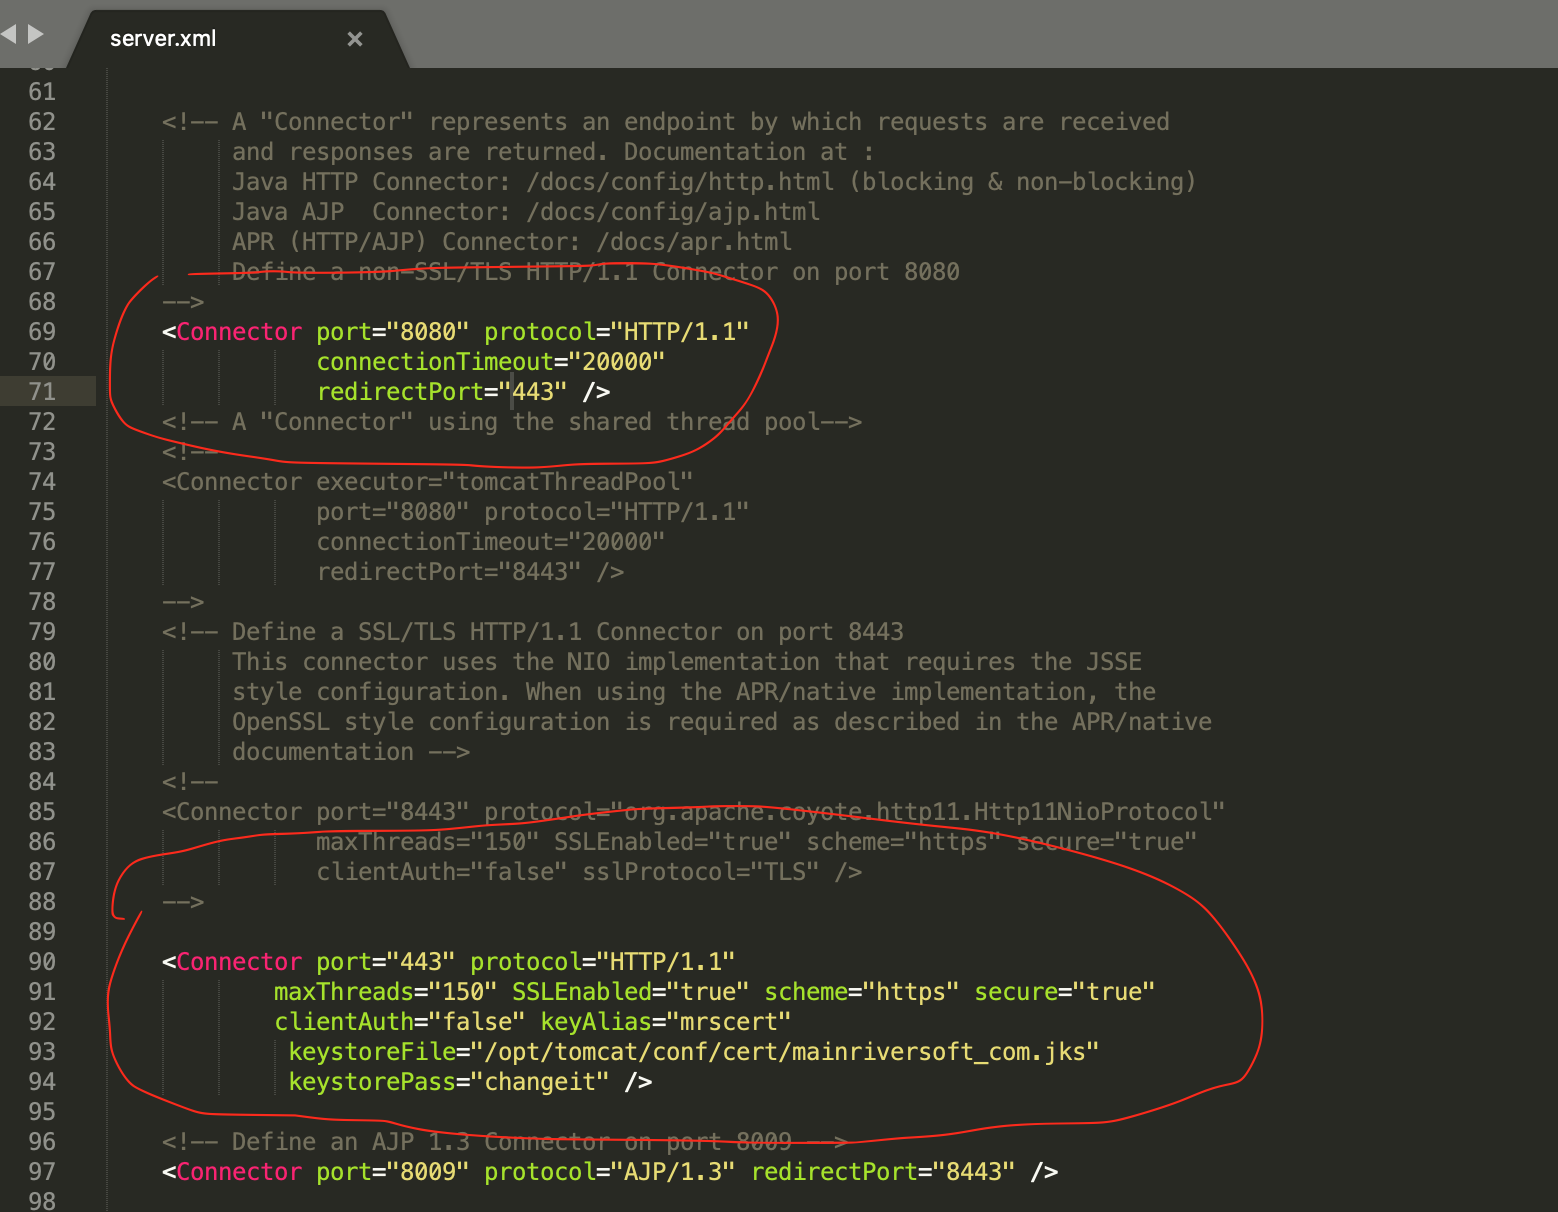 server.xml ×
61
62 <!-- A "Connector" represents an endpoint by which requests are received
63 and responses are returned. Documentation at :
64 Java HTTP Connector: /docs/config/http.html (blocking & non-blocking)
65 Java AJP  Connector: /docs/config/ajp.html
66 APR (HTTP/AJP) Connector: /docs/apr.html
67 Define a non-SSL/TLS HTTP/1.1 Connector on port 8080
68 -->
69 <Connector port="8080" protocol="HTTP/1.1"
70 connectionTimeout="20000"
71 redirectPort="443" />
72 <!-- A "Connector" using the shared thread pool-->
73 <!--
74 <Connector executor="tomcatThreadPool"
75 port="8080" protocol="HTTP/1.1"
76 connectionTimeout="20000"
77 redirectPort="8443" />
78 -->
79 <!-- Define a SSL/TLS HTTP/1.1 Connector on port 8443
80 This connector uses the NIO implementation that requires the JSSE
81 style configuration. When using the APR/native implementation, the
82 OpenSSL style configuration is required as described in the APR/native
83 documentation -->
84 <!--
85 <Connector port="8443" protocol="org.apache.coyote.http11.Http11NioProtocol"
86 maxThreads="150" SSLEnabled="true" scheme="https" secure="true"
87 clientAuth="false" sslProtocol="TLS" />
88 -->
89
90 <Connector port="443" protocol="HTTP/1.1"
91 maxThreads="150" SSLEnabled="true" scheme="https" secure="true"
92 clientAuth="false" keyAlias="mrscert"
93 keystoreFile="/opt/tomcat/conf/cert/mainriversoft_com.jks"
94 keystorePass="changeit" />
95
96 <!-- Define an AJP 1.3 Connector on port 8009 -->
97 <Connector port="8009" protocol="AJP/1.3" redirectPort="8443" />
98